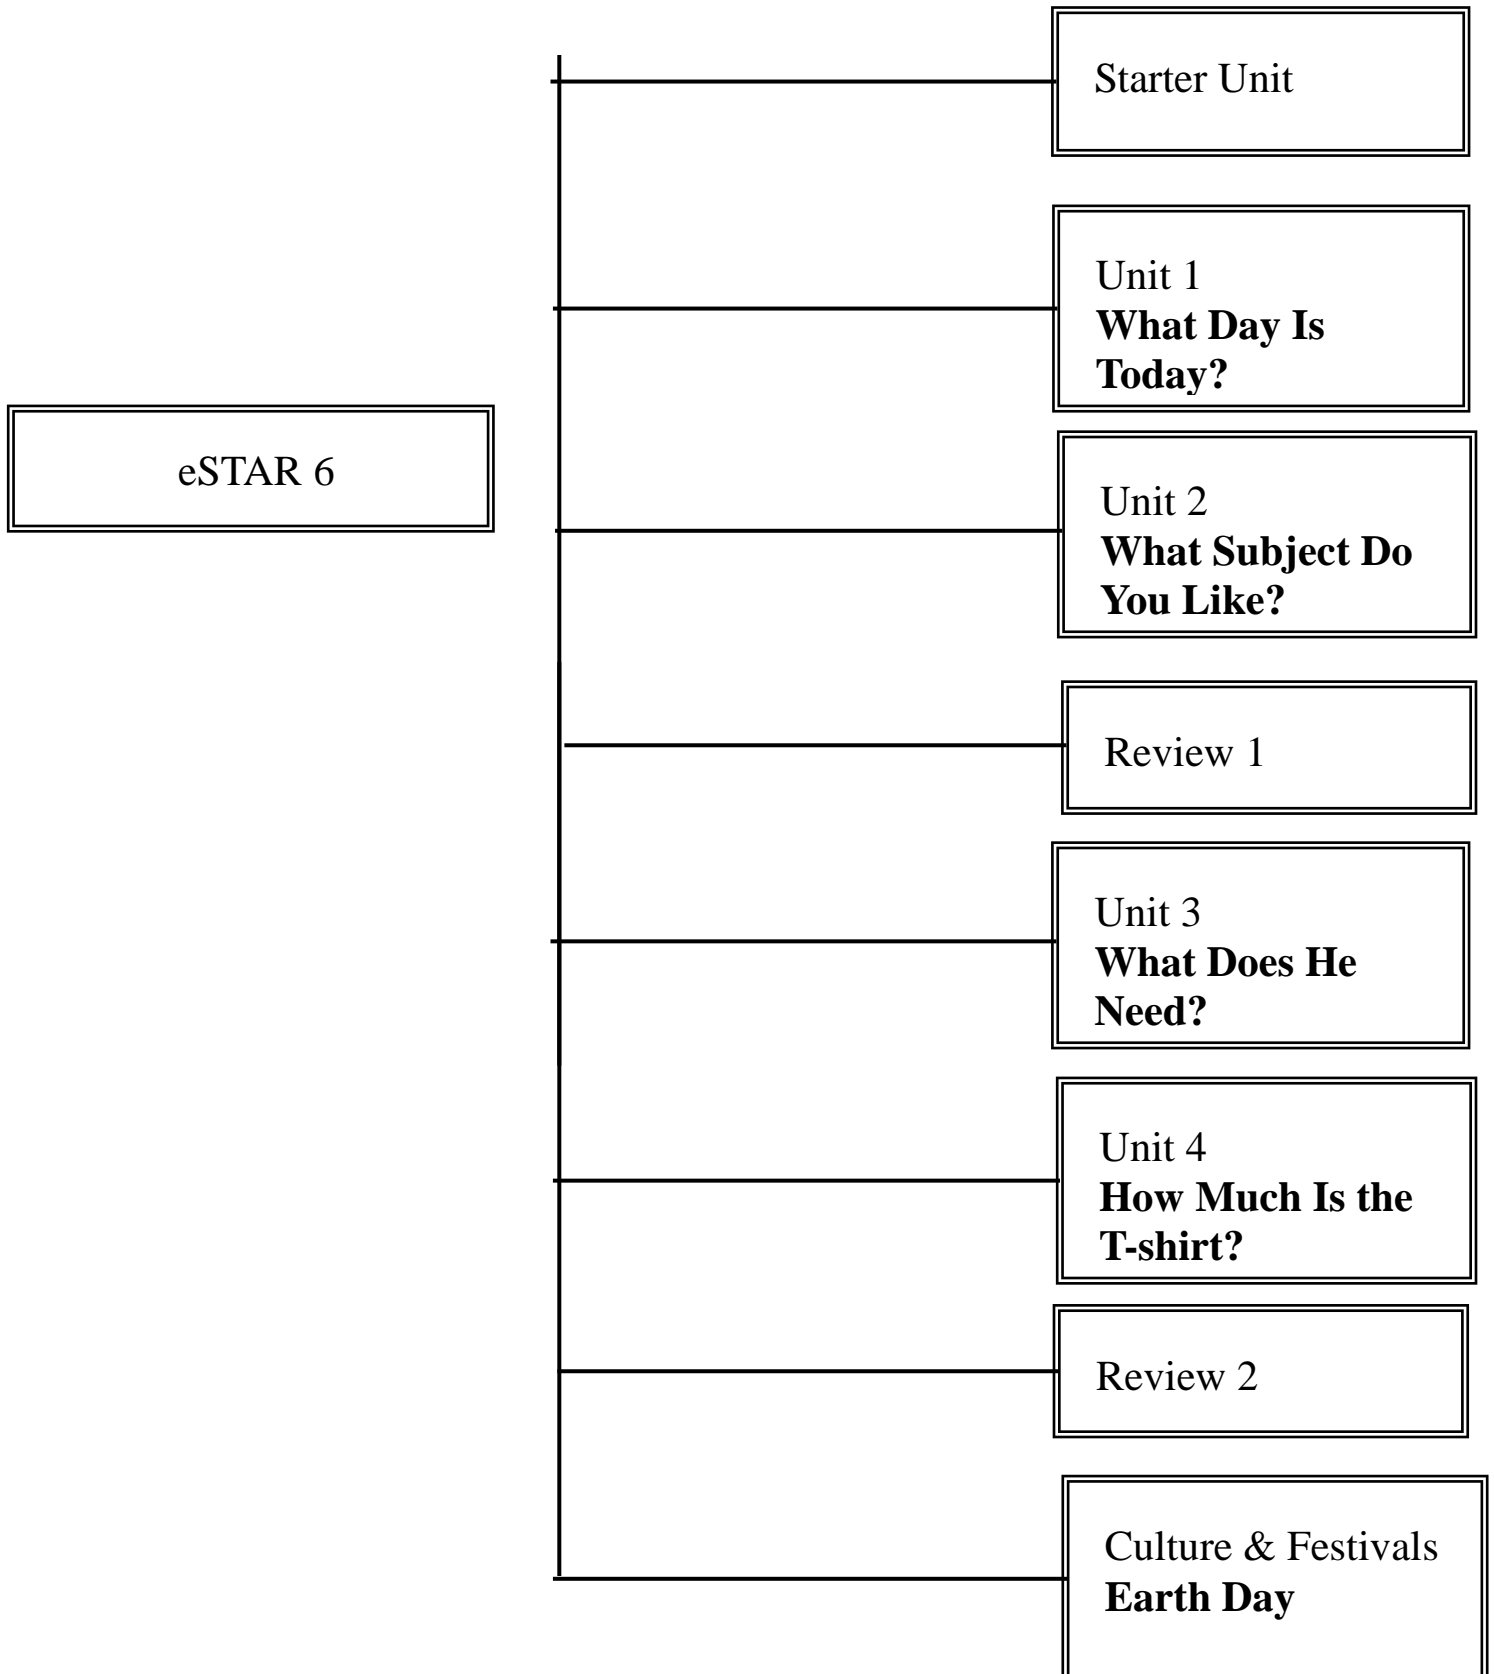 Starter Unit
Unit 1
What Day Is
Today?
eSTAR 6
Unit 2
What Subject Do
You Like?
Review 1
Unit 3
What Does He
Need?
Unit 4
How Much Is the
T-shirt?
Review 2
Culture & Festivals
Earth Day